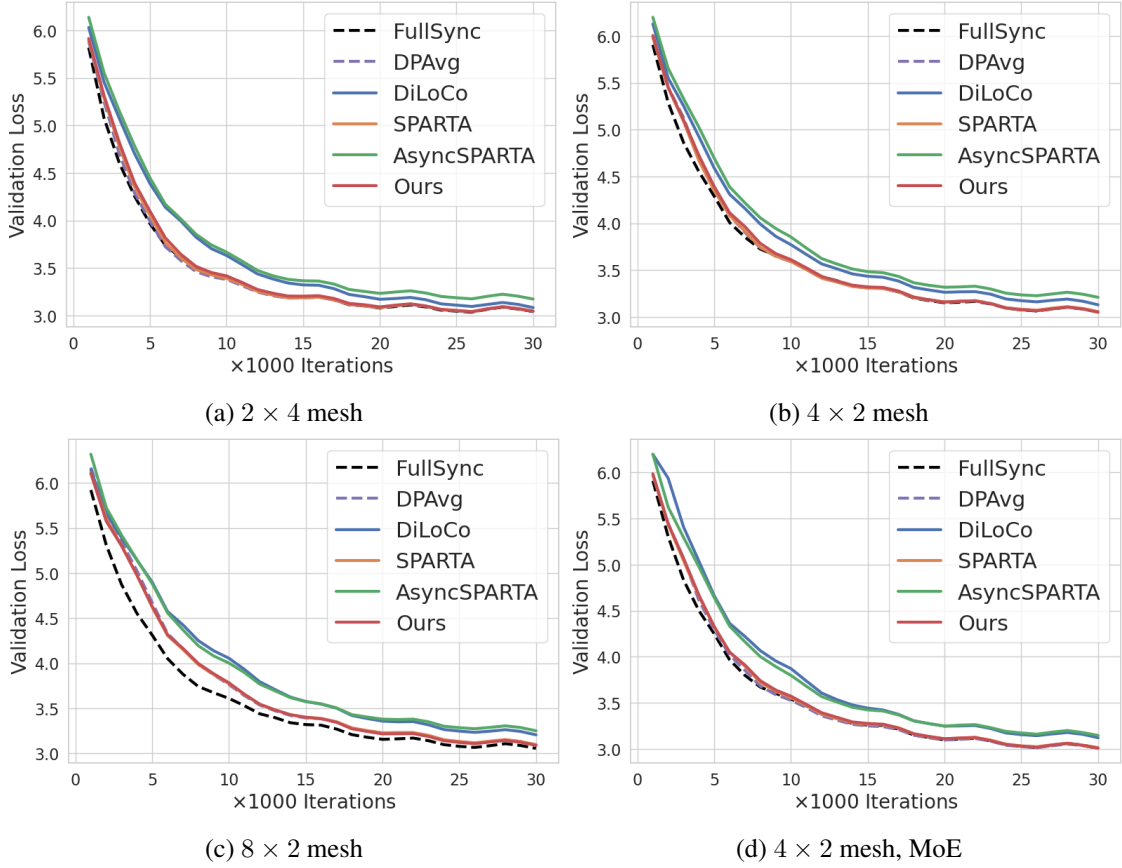 6.0
5.5
5.0
4.5
4.0
3.5
3.0
Validation Loss
FullSync
DPAvg
DiLoCo
SPARTA
AsyncSPARTA
Ours
0 5 10 15 20 25 30
×1000 Iterations
(a) 2 × 4 mesh
6.0
5.5
5.0
4.5
4.0
3.5
3.0
Validation Loss
FullSync
DPAvg
DiLoCo
SPARTA
AsyncSPARTA
Ours
0 5 10 15 20 25 30
×1000 Iterations
(b) 4 × 2 mesh
6.0
5.5
5.0
4.5
4.0
3.5
3.0
Validation Loss
FullSync
DPAvg
DiLoCo
SPARTA
AsyncSPARTA
Ours
0 5 10 15 20 25 30
×1000 Iterations
(c) 8 × 2 mesh
6.0
5.5
5.0
4.5
4.0
3.5
3.0
Validation Loss
FullSync
DPAvg
DiLoCo
SPARTA
AsyncSPARTA
Ours
0 5 10 15 20 25 30
×1000 Iterations
(d) 4 × 2 mesh, MoE